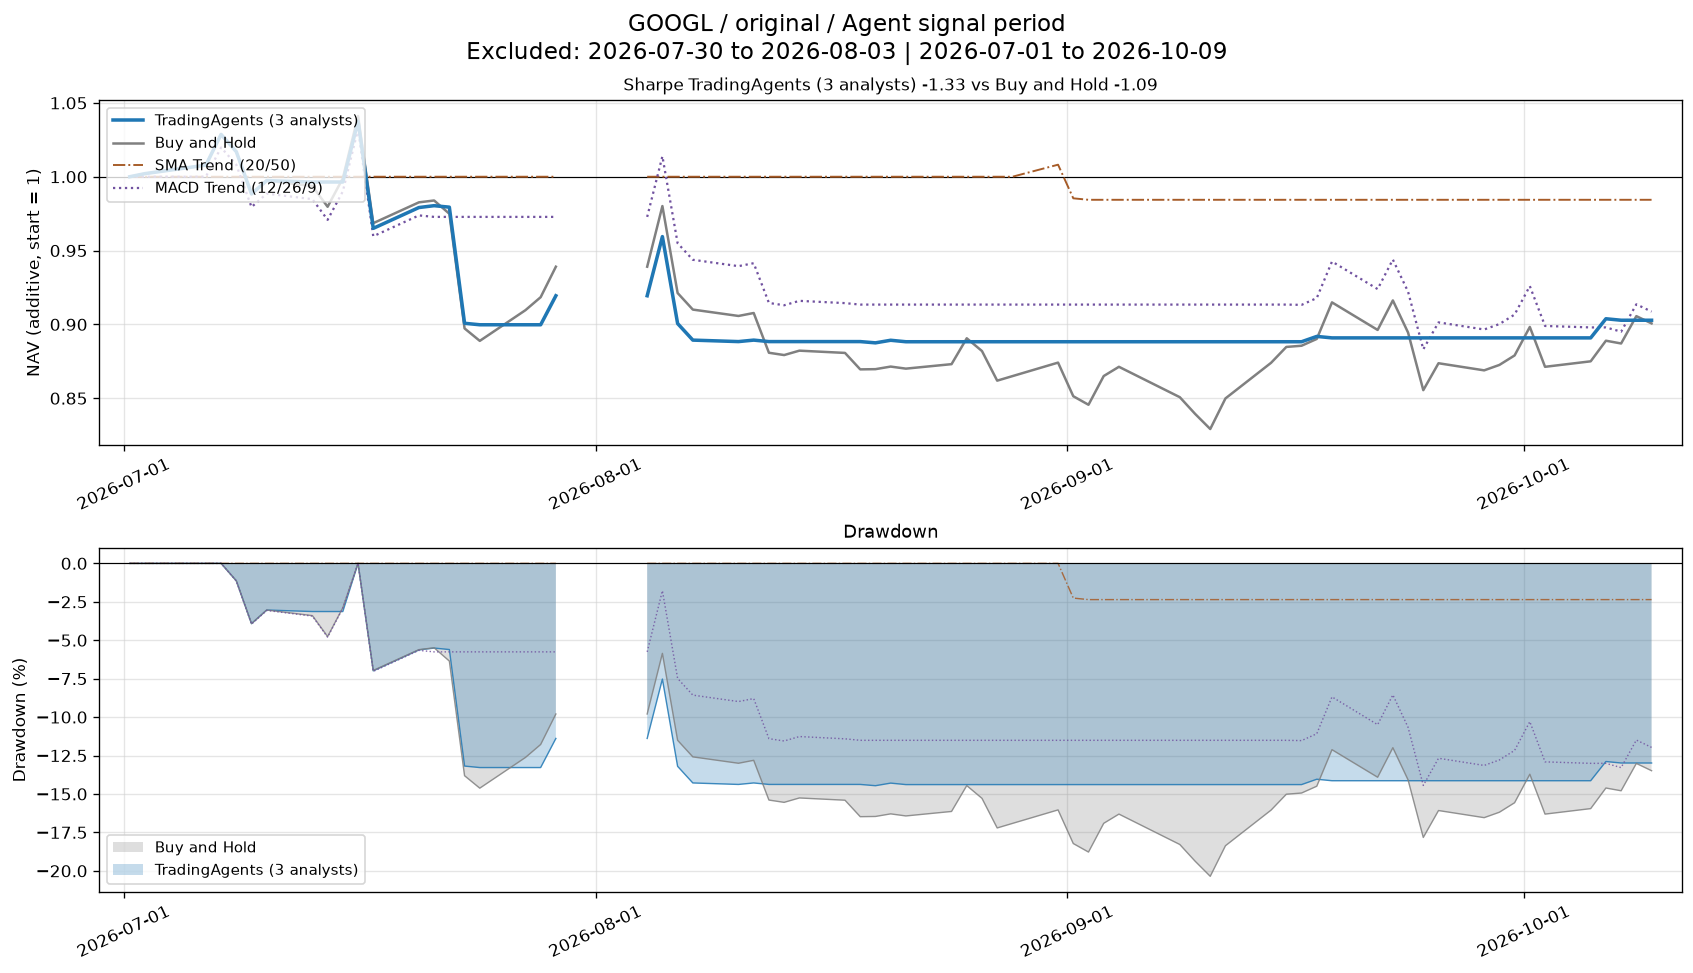 GOOGL / original / Agent signal period
Excluded: 2026-07-30 to 2026-08-03 | 2026-07-01 to 2026-10-09
Sharpe TradingAgents (3 analysts) -1.33 vs Buy and Hold -1.09
NAV (additive, start = 1)
1.05
1.00
0.95
0.90
0.85
TradingAgents (3 analysts)
Buy and Hold
SMA Trend (20/50)
MACD Trend (12/26/9)
2026-07-01
2026-08-01
2026-09-01
2026-10-01
Drawdown
Drawdown (%)
0.0
−2.5
−5.0
−7.5
−10.0
−12.5
−15.0
−17.5
−20.0
Buy and Hold
TradingAgents (3 analysts)
2026-07-01
2026-08-01
2026-09-01
2026-10-01